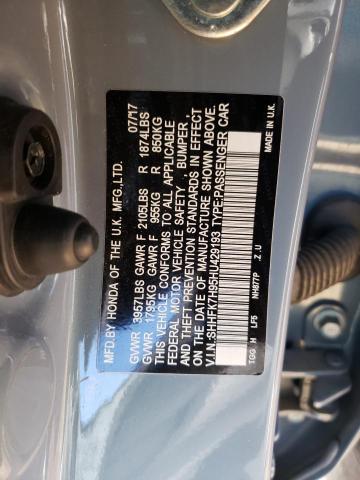 MFD.BY HONDA OF THE U.K. MFG.,LTD. 07/17
GVWR 3957LBS GAWR F 2105LBS R 1874LBS
GVWR 1795KG GAWR F 955KG R 850KG
THIS VEHICLE CONFORMS TO ALL APPLICABLE
FEDERAL MOTOR VEHICLE SAFETY , BUMPER ,
AND THEFT PREVENTION STANDARDS IN EFFECT
ON THE DATE OF MANUFACTURE SHOWN ABOVE.
V.I.N.:SHHFK7H95HU429193 TYPE:PASSENGER CAR
TGG H LF5 NH877P Z U MADE IN U.K.